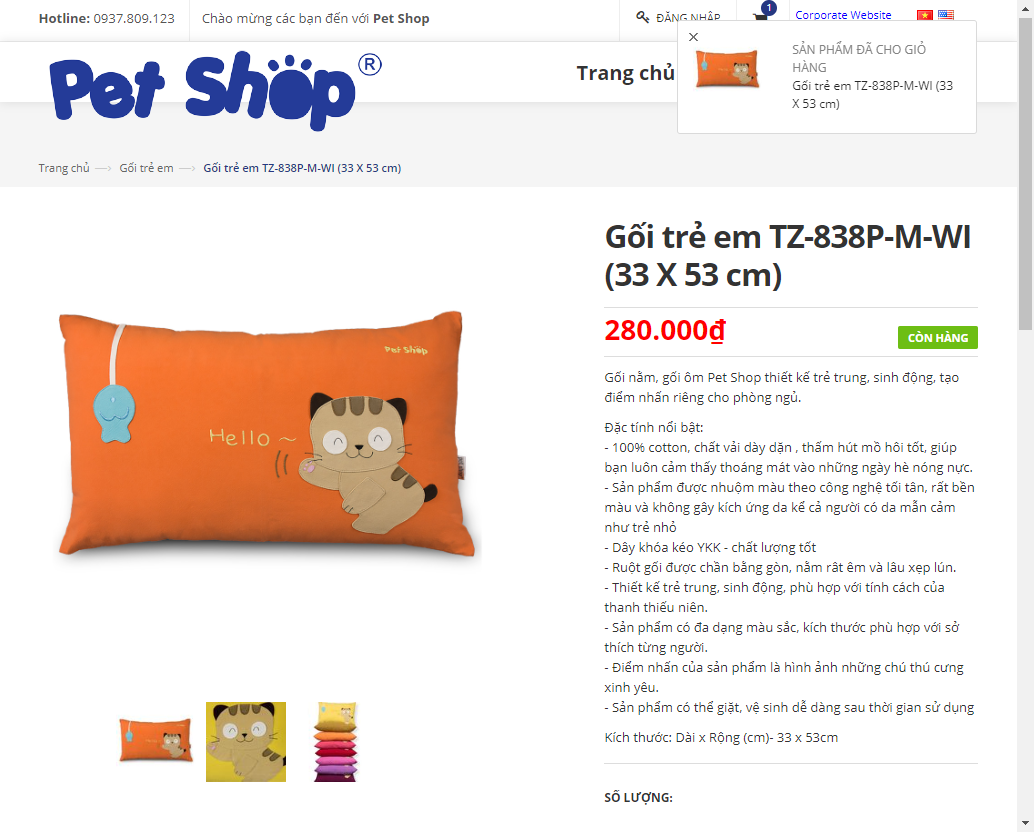 Hotline: 0937.809.123
Chào mừng các bạn đến với Pet Shop
ĐĂNG NHẬP
1
Corporate Website
Pet Shop®
Trang chủ
SẢN PHẨM ĐÃ CHO GIỎ
HÀNG
Gối trẻ em TZ-838P-M-WI (33
X 53 cm)
Trang chủ
Gối trẻ em
Gối trẻ em TZ-838P-M-WI (33 X 53 cm)
Pet Shop
Hello ~
Gối trẻ em TZ-838P-M-WI
(33 X 53 cm)
280.000₫
CÒN HÀNG
Gối nằm, gối ôm Pet Shop thiết kế trẻ trung, sinh động, tạo
điểm nhấn riêng cho phòng ngủ.
Đặc tính nổi bật:
- 100% cotton, chất vải dày dặn , thấm hút mồ hôi tốt, giúp
bạn luôn cảm thấy thoáng mát vào những ngày hè nóng nực.
- Sản phẩm được nhuộm màu theo công nghệ tối tân, rất bền
màu và không gây kích ứng da kể cả người có da mẫn cảm
như trẻ nhỏ
- Dây khóa kéo YKK - chất lượng tốt
- Ruột gối được chần bằng gòn, nằm rât êm và lâu xẹp lún.
- Thiết kế trẻ trung, sinh động, phù hợp với tính cách của
thanh thiếu niên.
- Sản phẩm có đa dạng màu sắc, kích thước phù hợp với sở
thích từng người.
- Điểm nhấn của sản phẩm là hình ảnh những chú thú cưng
xinh yêu.
- Sản phẩm có thể giặt, vệ sinh dễ dàng sau thời gian sử dụng
Kích thước: Dài x Rộng (cm)- 33 x 53cm
SỐ LƯỢNG: